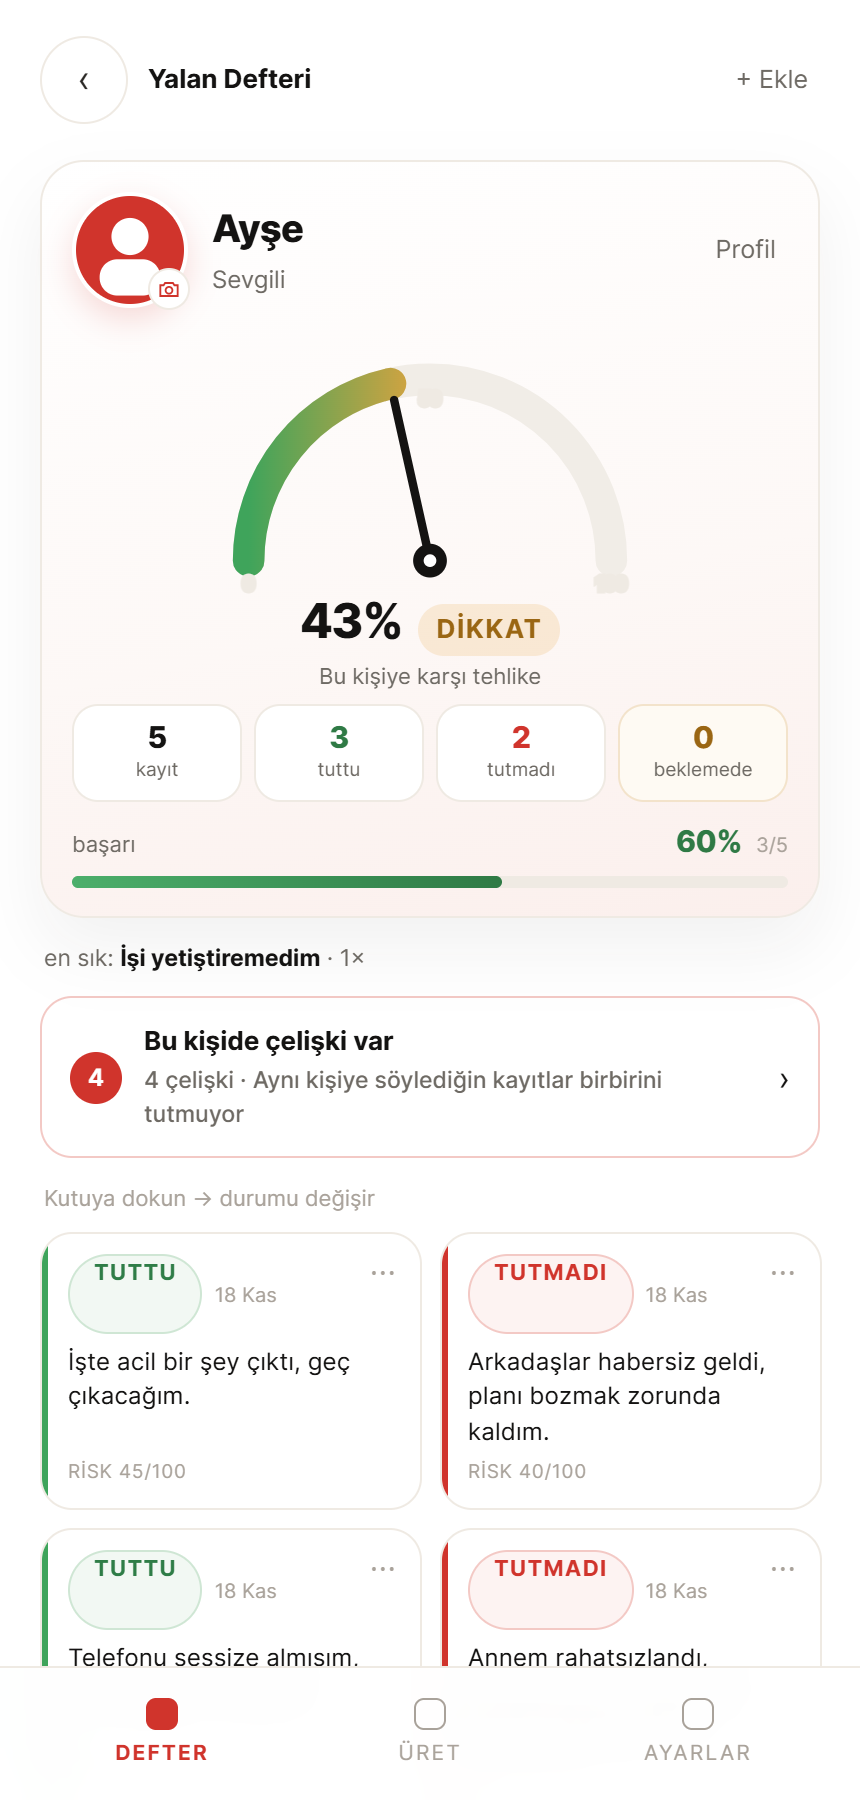 ‹ Yalan Defteri + Ekle
Ayşe
Sevgili
Profil
43% DİKKAT
Bu kişiye karşı tehlike
5 3 2 0
kayıt tuttu tutmadı beklemede
başarı 60% 3/5
en sık: İşi yetiştiremedim · 1×
Bu kişide çelişki var
4
4 çelişki · Aynı kişiye söylediğin kayıtlar birbirini
tutmuyor
›
Kutuya dokun → durumu değişir
TUTTU 18 Kas ...
İşte acil bir şey çıktı, geç
çıkacağım.
RİSK 45/100
TUTMADI 18 Kas ...
Arkadaşlar habersiz geldi,
planı bozmak zorunda
kaldım.
RİSK 40/100
TUTTU 18 Kas ...
Telefonu sessize almışım,
TUTMADI 18 Kas ...
Annem rahatsızlandı,
DEFTER ÜRET AYARLAR